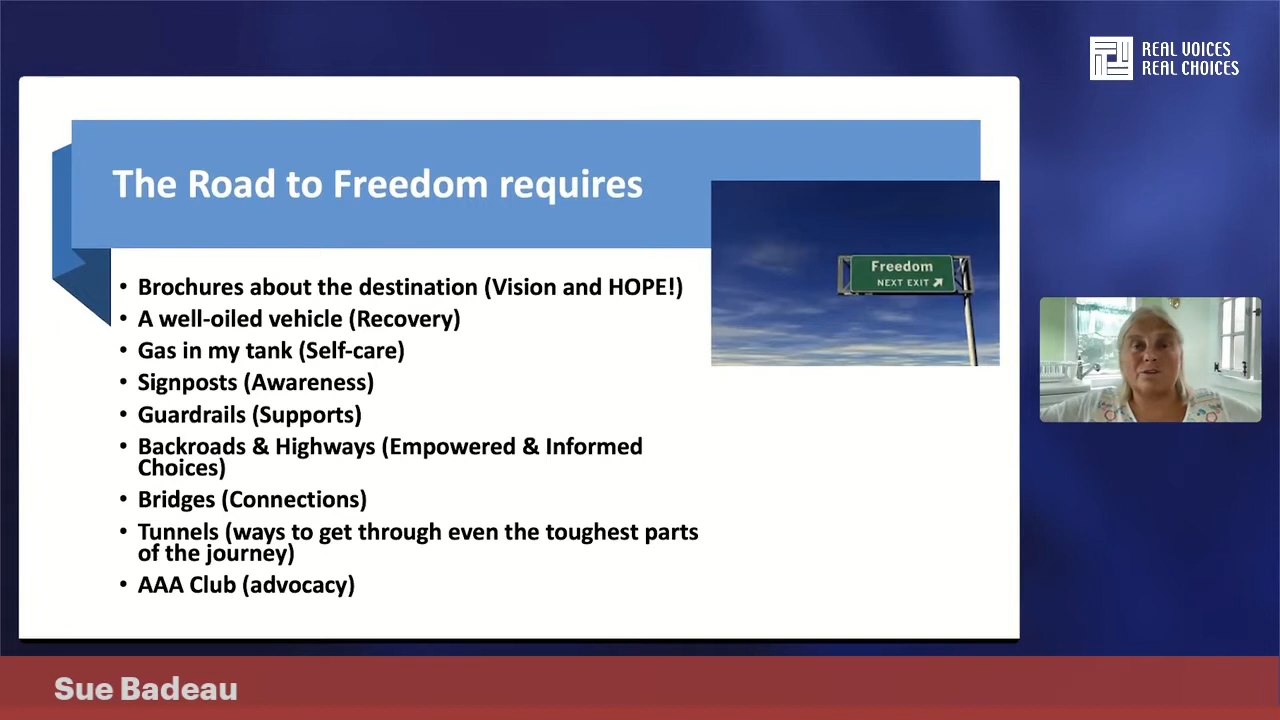 REAL VOICES
REAL CHOICES
The Road to Freedom requires
Freedom
NEXT EXIT
• Brochures about the destination (Vision and HOPE!)
• A well-oiled vehicle (Recovery)
• Gas in my tank (Self-care)
• Signposts (Awareness)
• Guardrails (Supports)
• Backroads & Highways (Empowered & Informed
Choices)
• Bridges (Connections)
• Tunnels (ways to get through even the toughest parts
of the journey)
• AAA Club (advocacy)
Sue Badeau